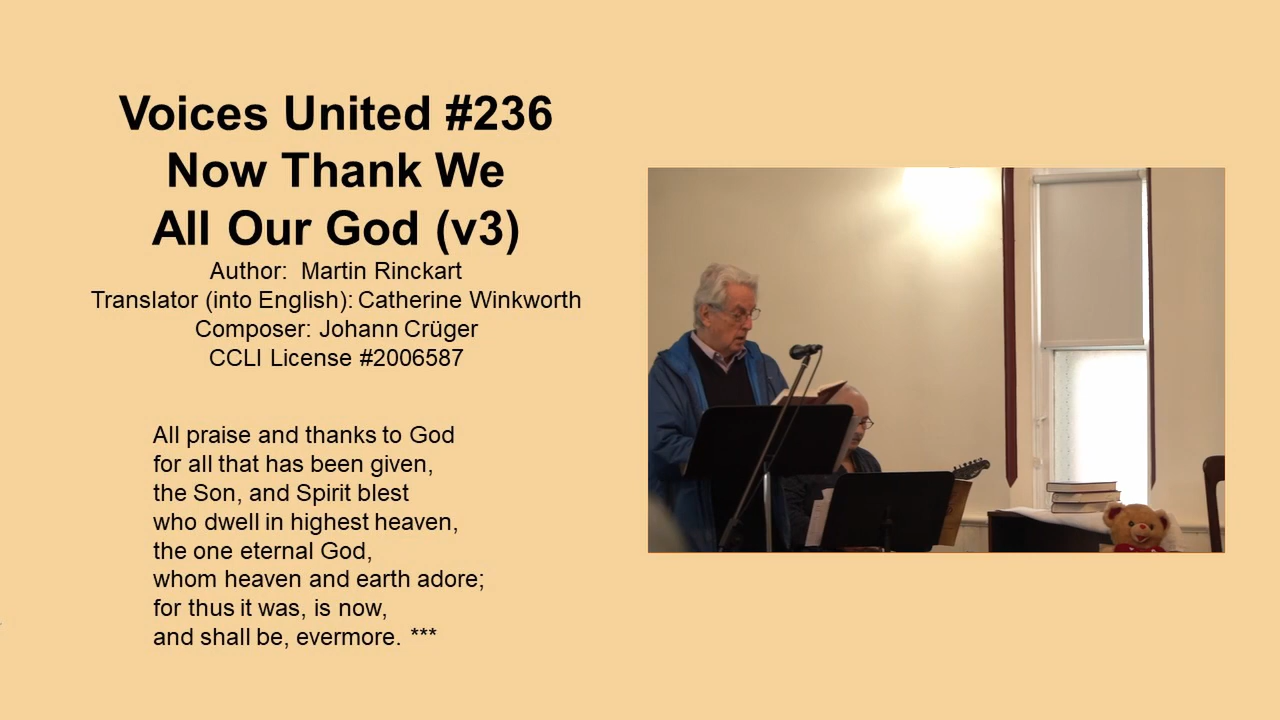 Voices United #236
Now Thank We
All Our God (v3)
Author:  Martin Rinckart
Translator (into English): Catherine Winkworth
Composer: Johann Crüger
CCLI License #2006587
All praise and thanks to God
for all that has been given,
the Son, and Spirit blest
who dwell in highest heaven,
the one eternal God,
whom heaven and earth adore;
for thus it was, is now,
and shall be, evermore. ***